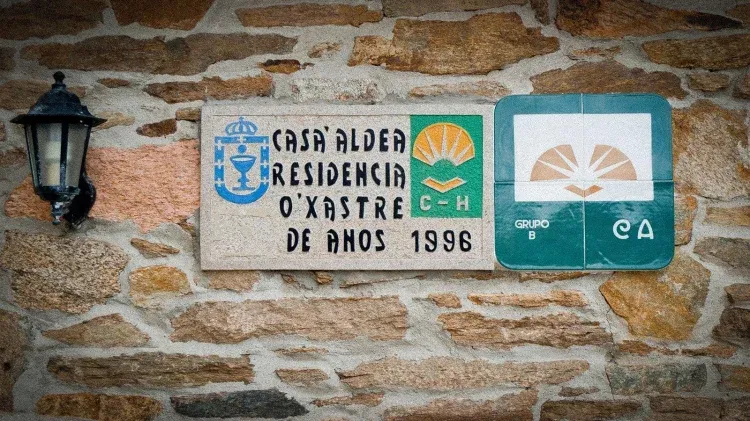 CASA'ALDEA
RESIDENCIA
O'XASTRE
DE ANOS 1996
C-H
GRUPO
B
CA